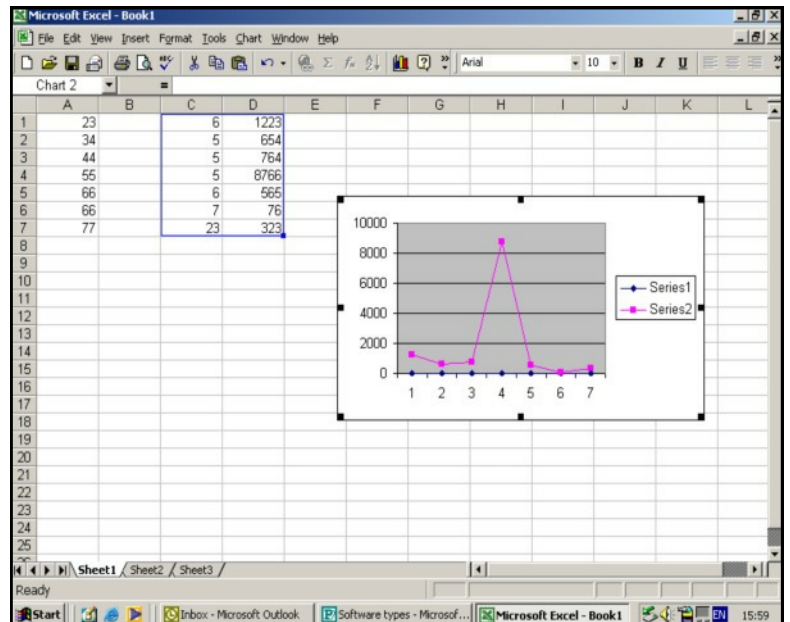 Microsoft Excel - Book1
File Edit View Insert Format Tools Chart Window Help
Arial 10 B I U
Chart 2 =
A B C D E F G H I J K L
1 23 6 1223
2 34 5 654
3 44 5 764
4 55 5 8766
5 66 6 565
6 66 7 76
7 77 23 323
8
9
10
11
12
13
14
15
16
17
18
19
20
21
22
23
24
25
10000
8000
6000
4000
2000
0
1 2 3 4 5 6 7
Series1
Series2
Sheet1 Sheet2 Sheet3
Ready
Start Inbox - Microsoft Outlook Software types - Microsof... Microsoft Excel - Book1 EN 15:59